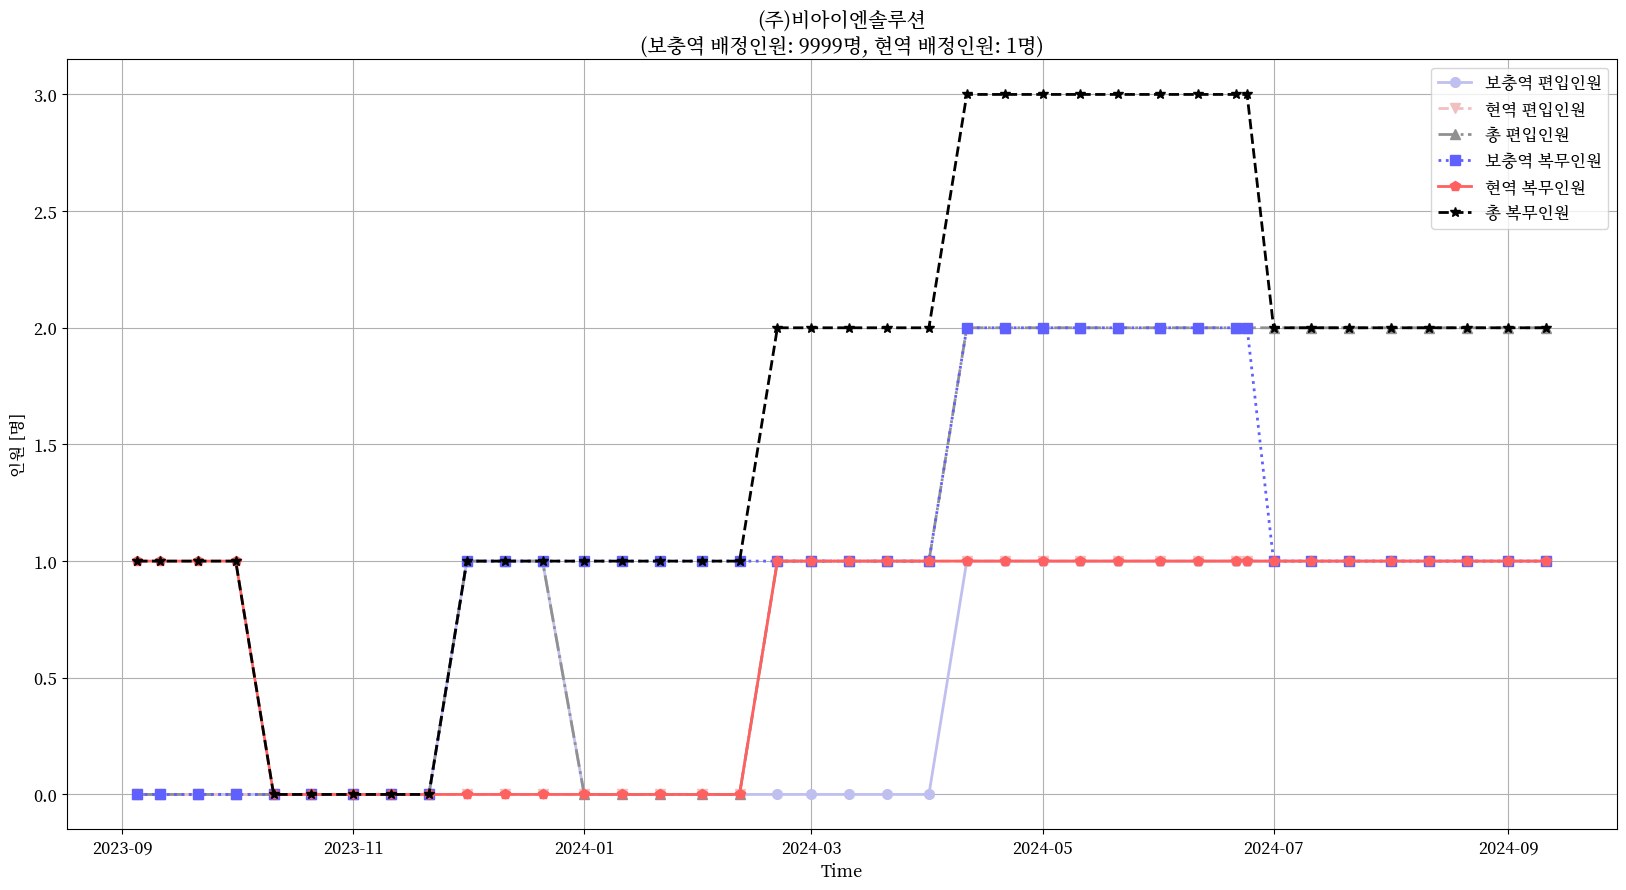 (주)비아이엔솔루션
(보충역 배정인원: 9999명, 현역 배정인원: 1명)
보충역 편입인원
현역 편입인원
총 편입인원
보충역 복무인원
현역 복무인원
총 복무인원
인원 [명]
3.0
2.5
2.0
1.5
1.0
0.5
0.0
2023-09 2023-11 2024-01 2024-03 2024-05 2024-07 2024-09
Time